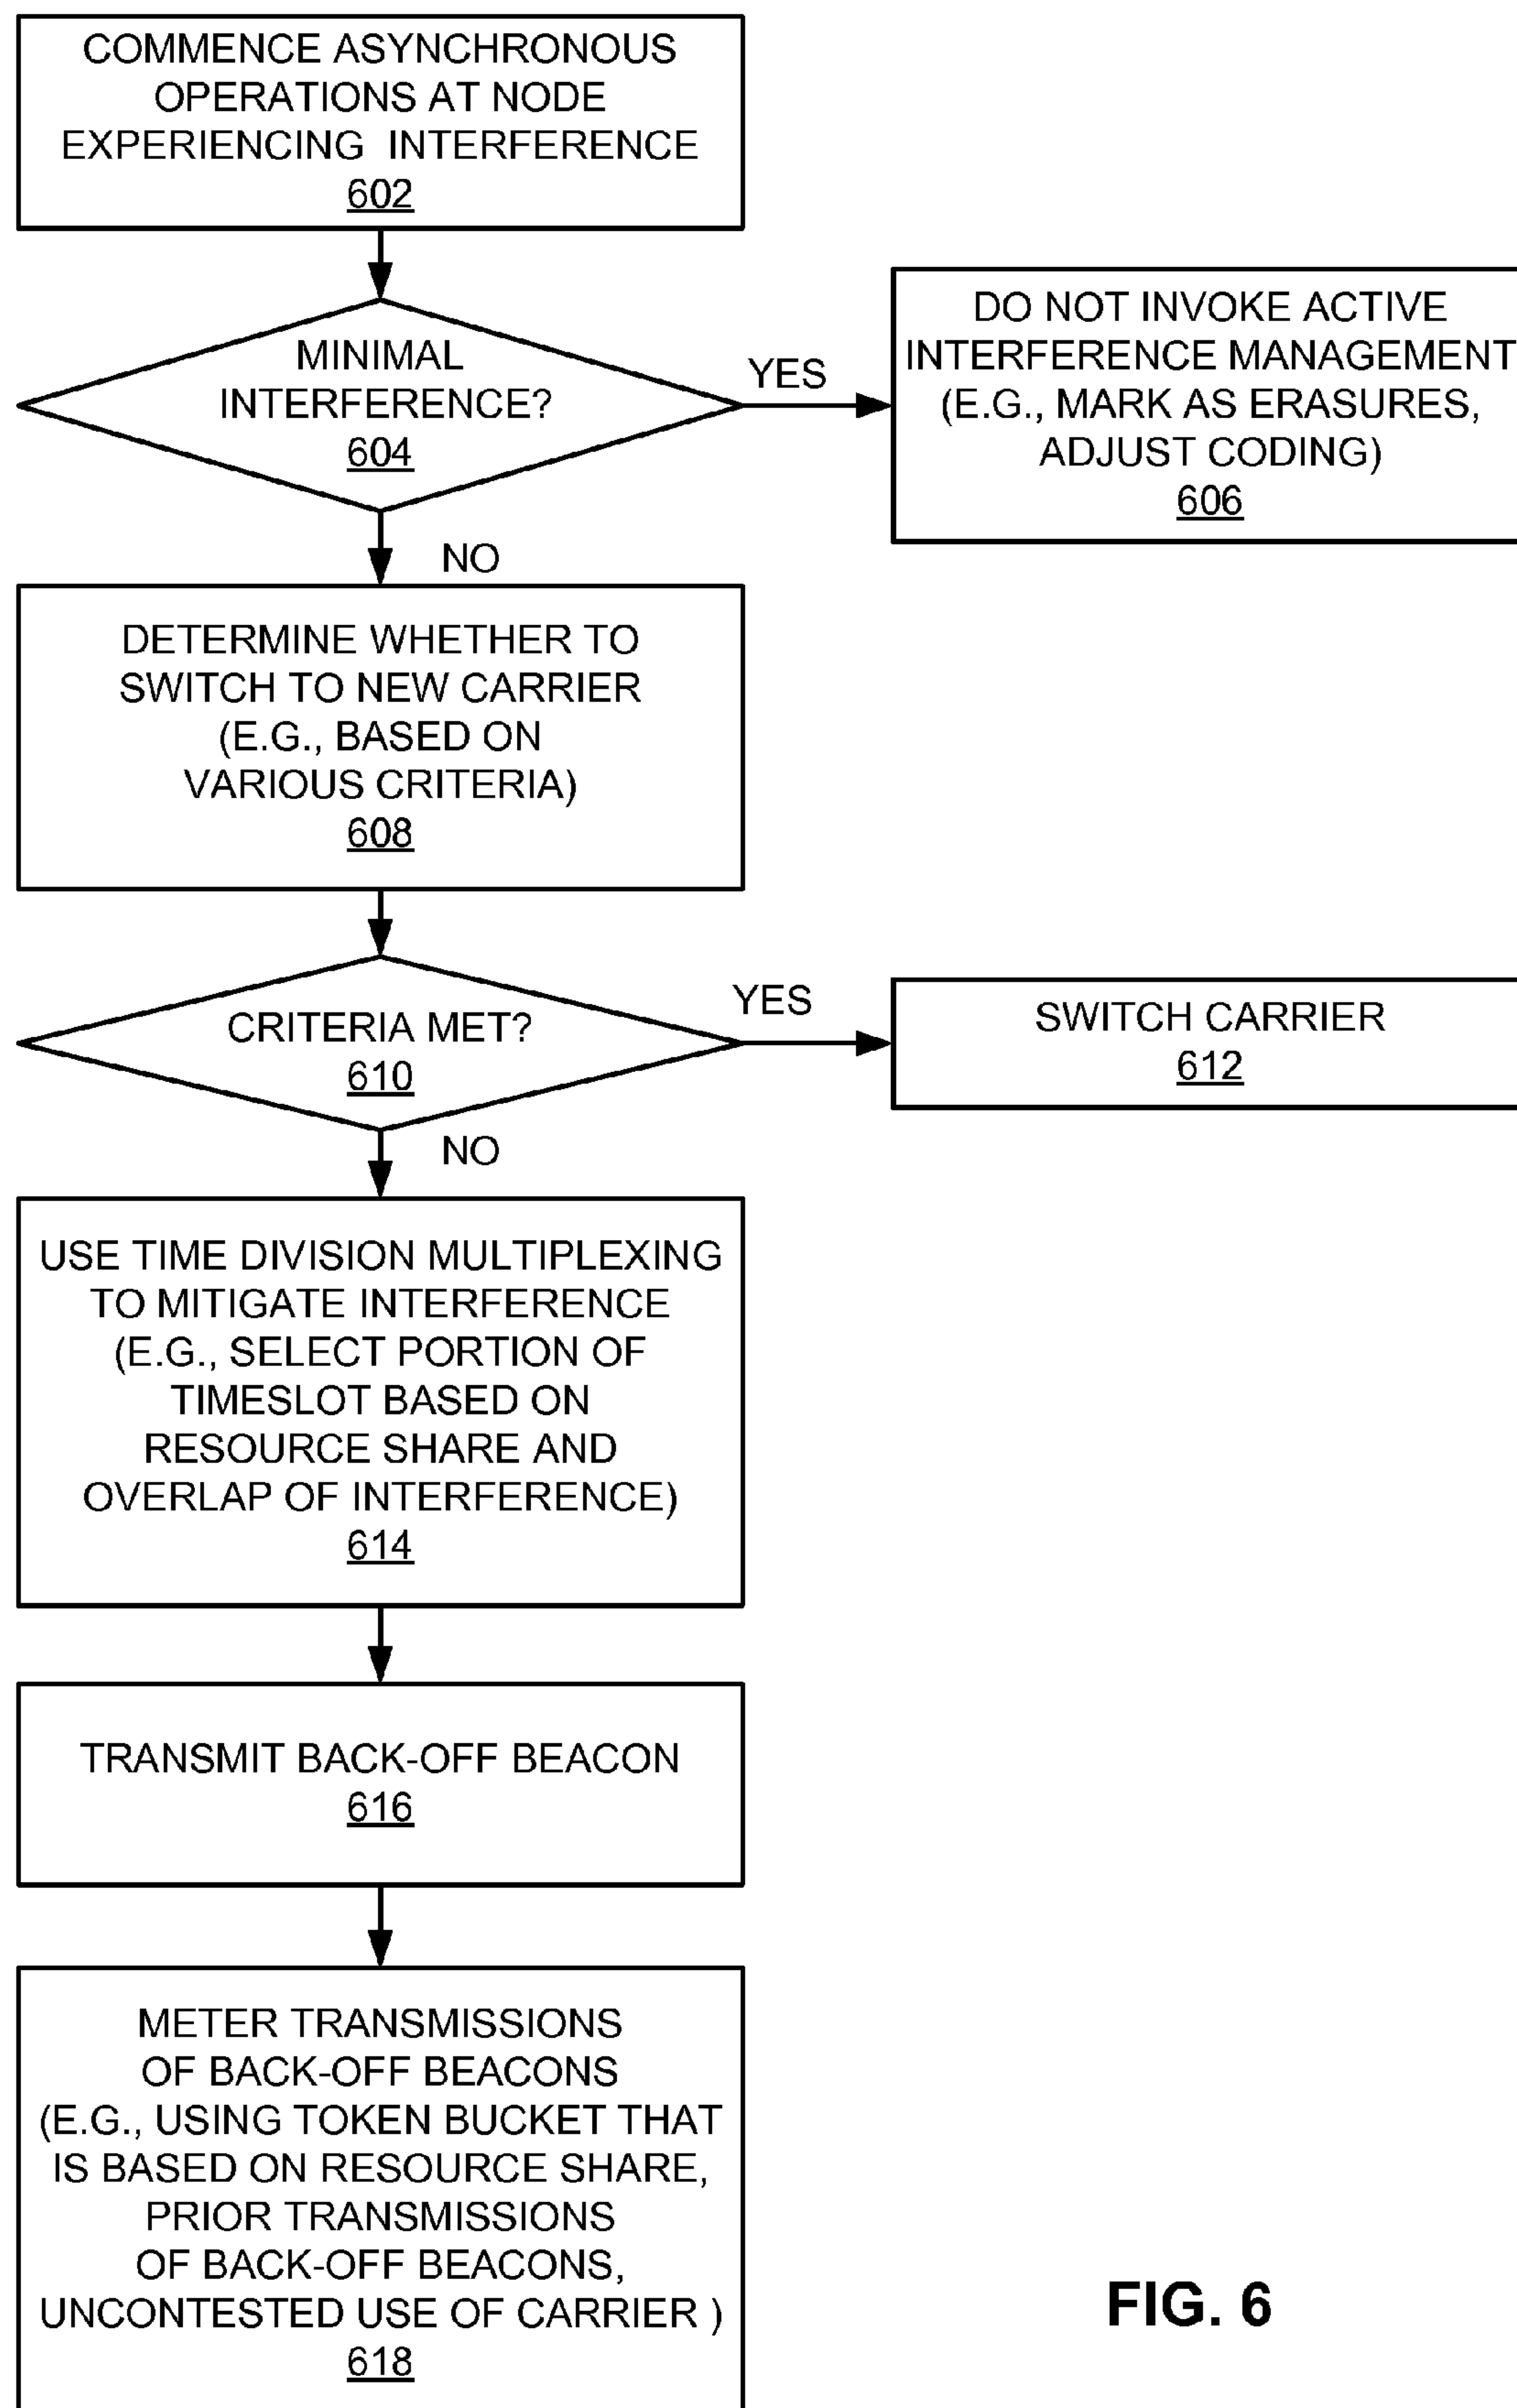 COMMENCE ASYNCHRONOUS
OPERATIONS AT NODE
EXPERIENCING INTERFERENCE
602
MINIMAL
INTERFERENCE?
604
YES
DO NOT INVOKE ACTIVE
INTERFERENCE MANAGEMENT
(E.G., MARK AS ERASURES,
ADJUST CODING)
606
NO
DETERMINE WHETHER TO
SWITCH TO NEW CARRIER
(E.G., BASED ON
VARIOUS CRITERIA)
608
CRITERIA MET?
610
YES
SWITCH CARRIER
612
NO
USE TIME DIVISION MULTIPLEXING
TO MITIGATE INTERFERENCE
(E.G., SELECT PORTION OF
TIMESLOT BASED ON
RESOURCE SHARE AND
OVERLAP OF INTERFERENCE)
614
TRANSMIT BACK-OFF BEACON
616
METER TRANSMISSIONS
OF BACK-OFF BEACONS
(E.G., USING TOKEN BUCKET THAT
IS BASED ON RESOURCE SHARE,
PRIOR TRANSMISSIONS
OF BACK-OFF BEACONS,
UNCONTESTED USE OF CARRIER )
618
FIG. 6